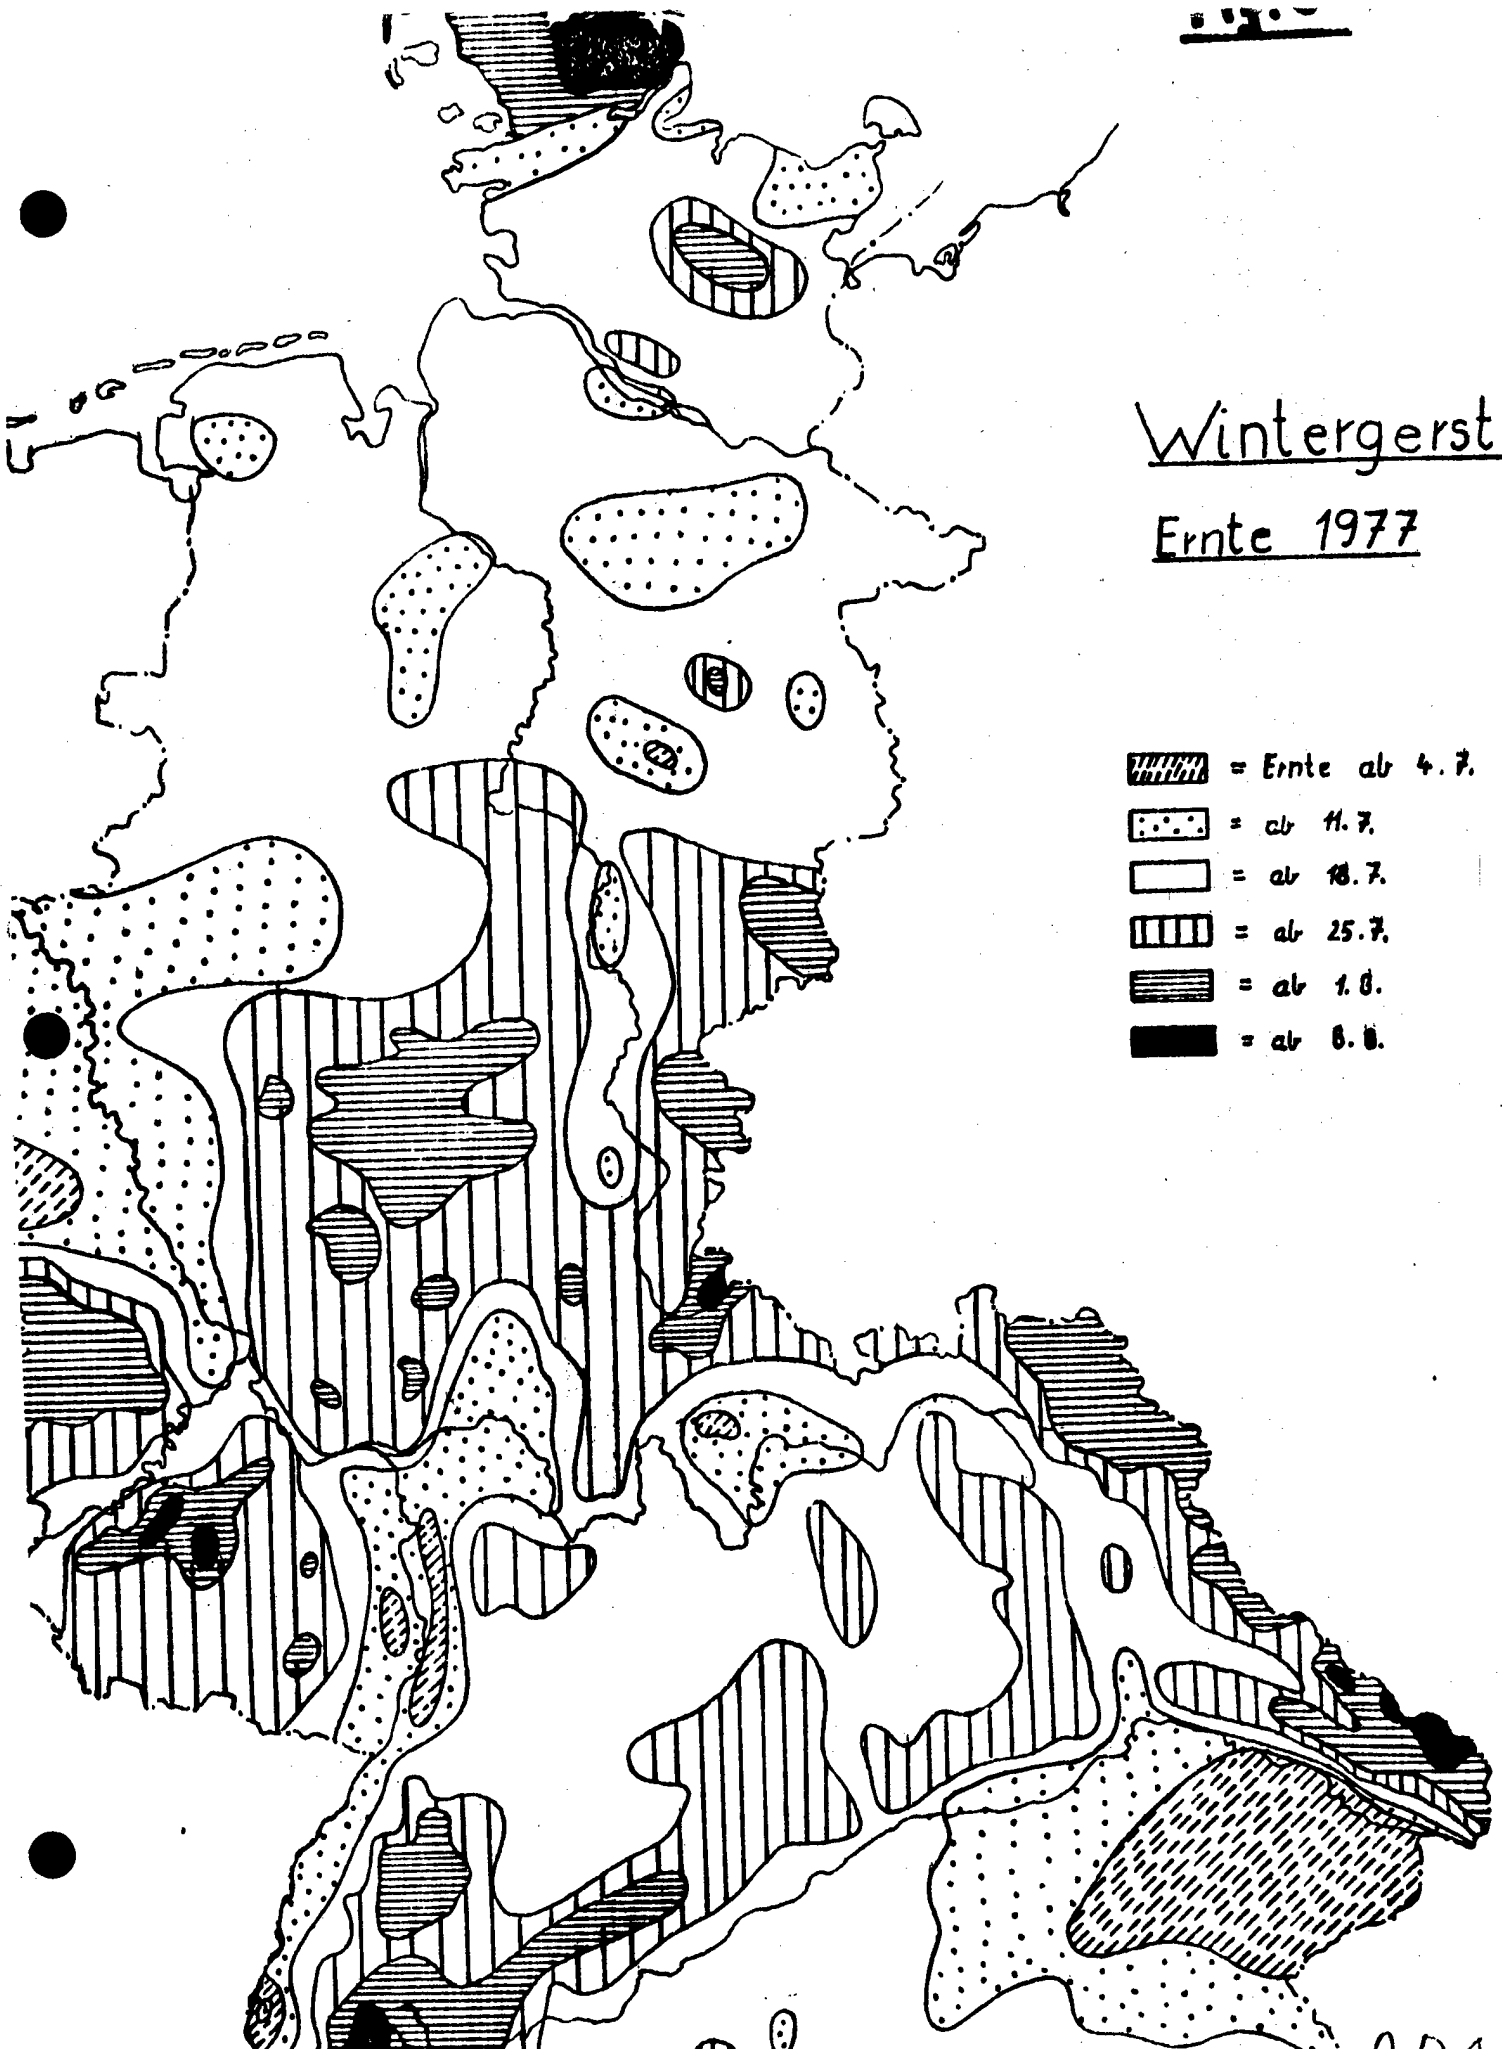 Wintergerst
Ernte 1977
= Ernte ab 4.7.
= ab 11.7.
= ab 18.7.
= ab 25.7.
= ab 1.8.
= ab 8.8.